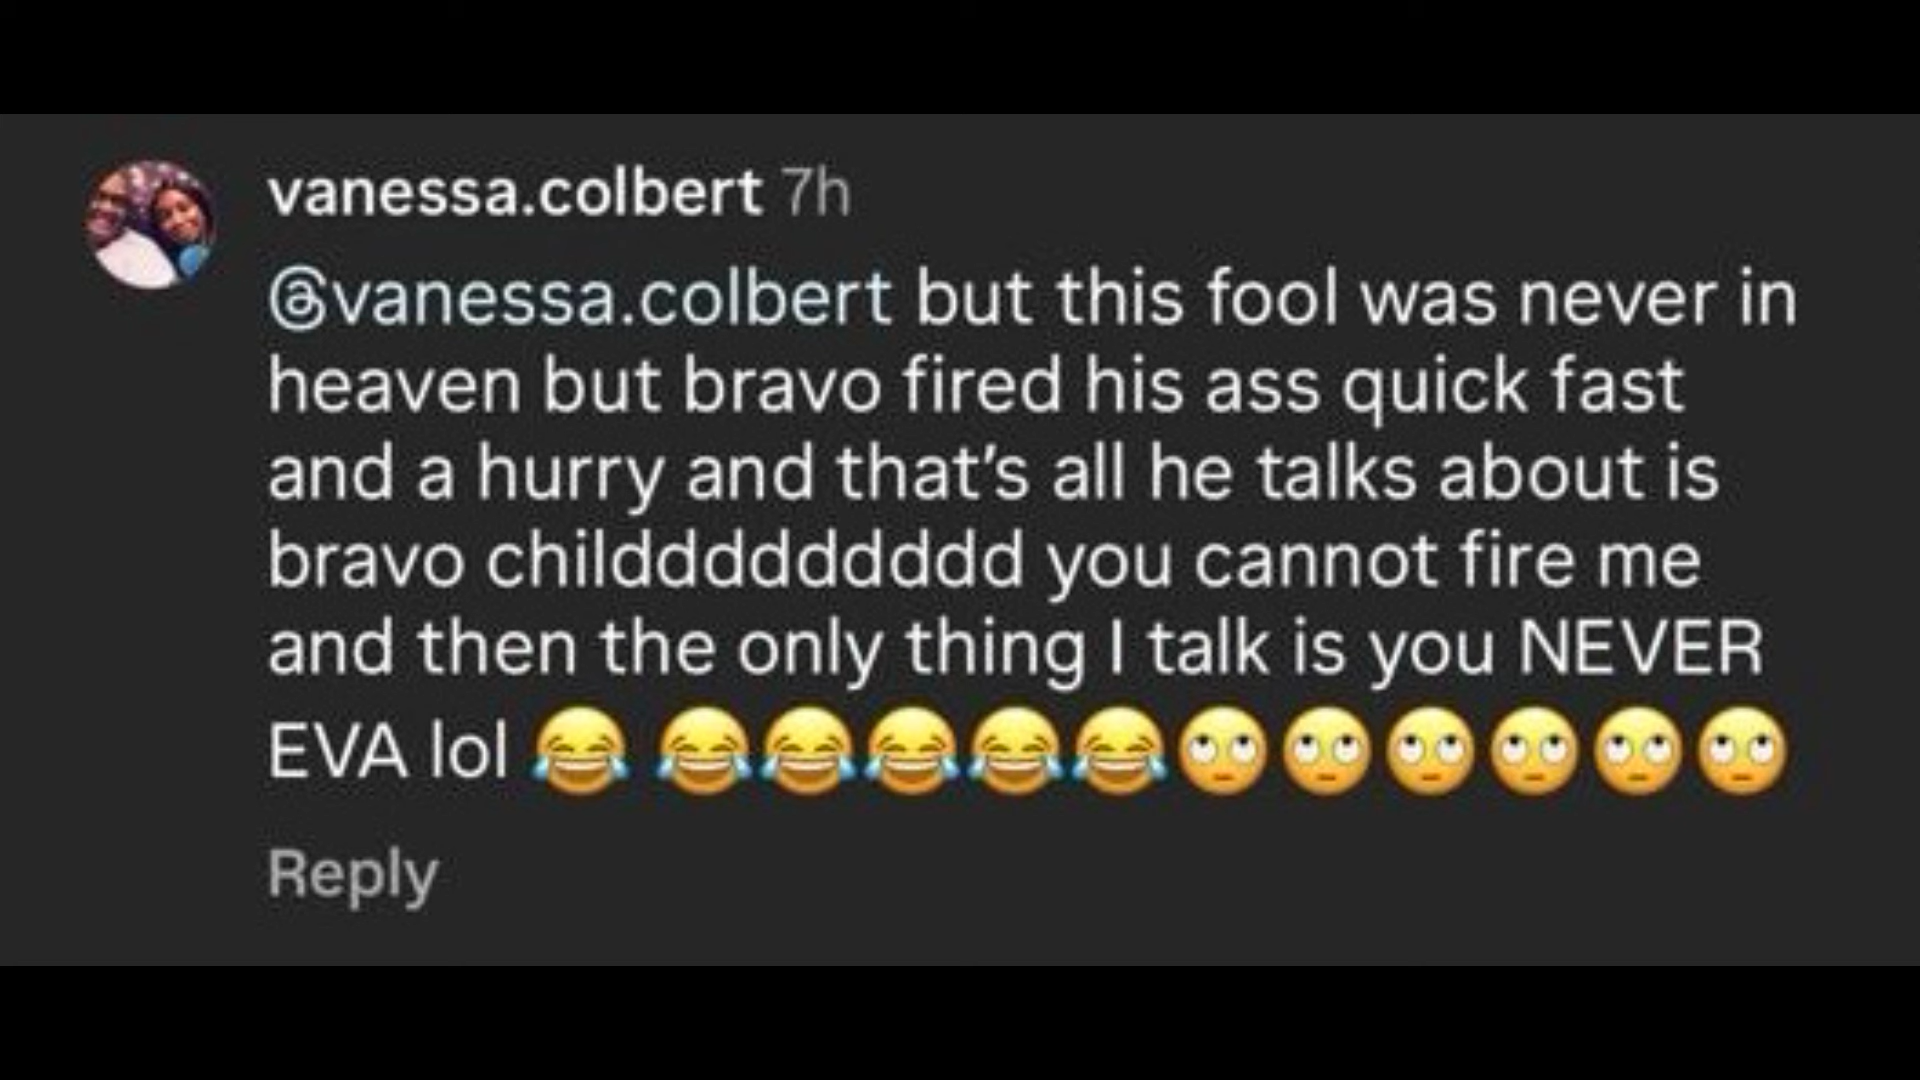 vanessa.colbert 7h
@vanessa.colbert but this fool was never in
heaven but bravo fired his ass quick fast
and a hurry and that’s all he talks about is
bravo childddddddddd you cannot fire me
and then the only thing I talk is you NEVER
EVA lol 😂 😂😂😂😂😂🙄🙄🙄🙄🙄🙄
Reply